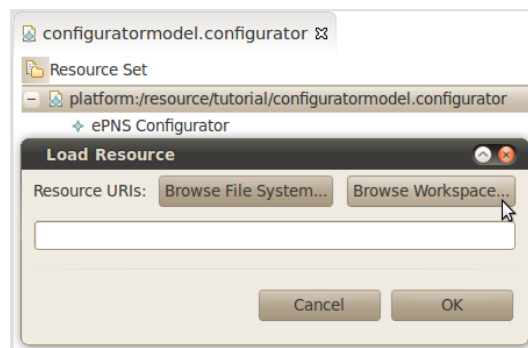 configuratormodel.configurator
Resource Set
platform:/resource/tutorial/configuratormodel.configurator
ePNS Configurator
Load Resource
Resource URIs: Browse File System... Browse Workspace...
Cancel OK